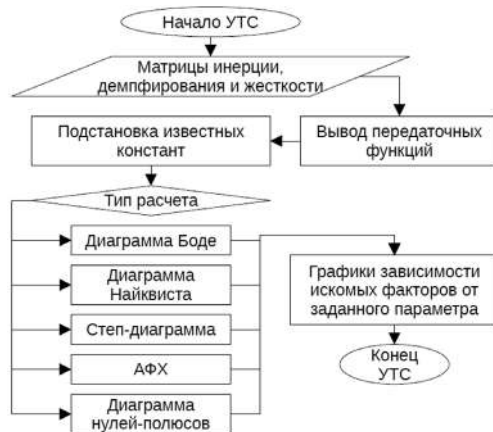 Начало УТС
Матрицы инерции,
демпфирования и жесткости
Подстановка известных
констант
Вывод передаточных
функций
Тип расчета
Диаграмма Боде
Диаграмма
Найквиста
Степ-диаграмма
АФХ
Диаграмма
нулей-полюсов
Графики зависимости
искомых факторов от
заданного параметра
Конец
УТС